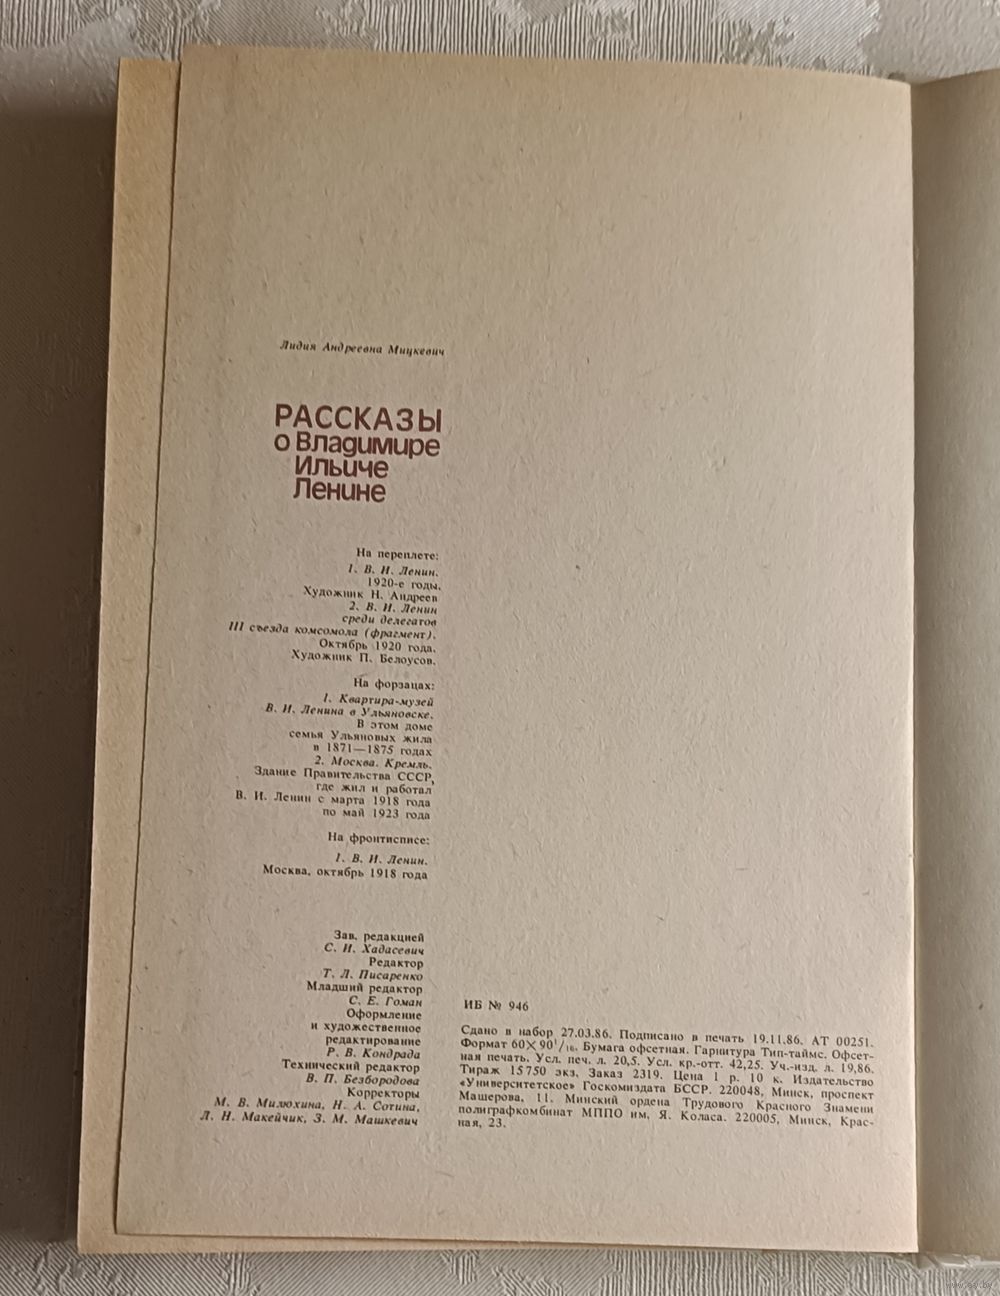 Лидия Андреевна Мицкевич
РАССКАЗЫ
о Владимире
Ильиче
Ленине
На переплете:
1. В. И. Ленин.
1920-е годы.
Художник Н. Андреев
2. В. И. Ленин
среди делегатов
III съезда комсомола (фрагмент).
Октябрь 1920 года.
Художник П. Белоусов.
На форзацах:
1. Квартира-музей
В. И. Ленина в Ульяновске.
В этом доме
семья Ульяновых жила
в 1871—1875 годах
2. Москва. Кремль.
Здание Правительства СССР,
где жил и работал
В. И. Ленин с марта 1918 года
по май 1923 года
На фронтисписе:
1. В. И. Ленин.
Москва, октябрь 1918 года
Зав. редакцией
С. И. Хадасевич
Редактор
Т. Л. Писаренко
Младший редактор
С. Е. Гоман
Оформление
и художественное
редактирование
Р. В. Кондрада
Технический редактор
В. П. Безбородова
Корректоры
М. В. Милюхина, Н. А. Сотина,
Л. Н. Макейчик, З. М. Машкевич
ИБ № 946
Сдано в набор 27.03.86. Подписано в печать 19.11.86. АТ 00251.
Формат 60×90¹/₁₆. Бумага офсетная. Гарнитура Тип-таймс. Офсет-
ная печать. Усл. печ. л. 20,5. Усл. кр.-отт. 42,25. Уч.-изд. л. 19,86.
Тираж 15 750 экз. Заказ 2319. Цена 1 р. 10 к. Издательство
«Университетское» Госкомиздата БССР. 220048, Минск, проспект
Машерова, 11. Минский ордена Трудового Красного Знамени
полиграфкомбинат МППО им. Я. Коласа. 220005, Минск, Крас-
ная, 23.